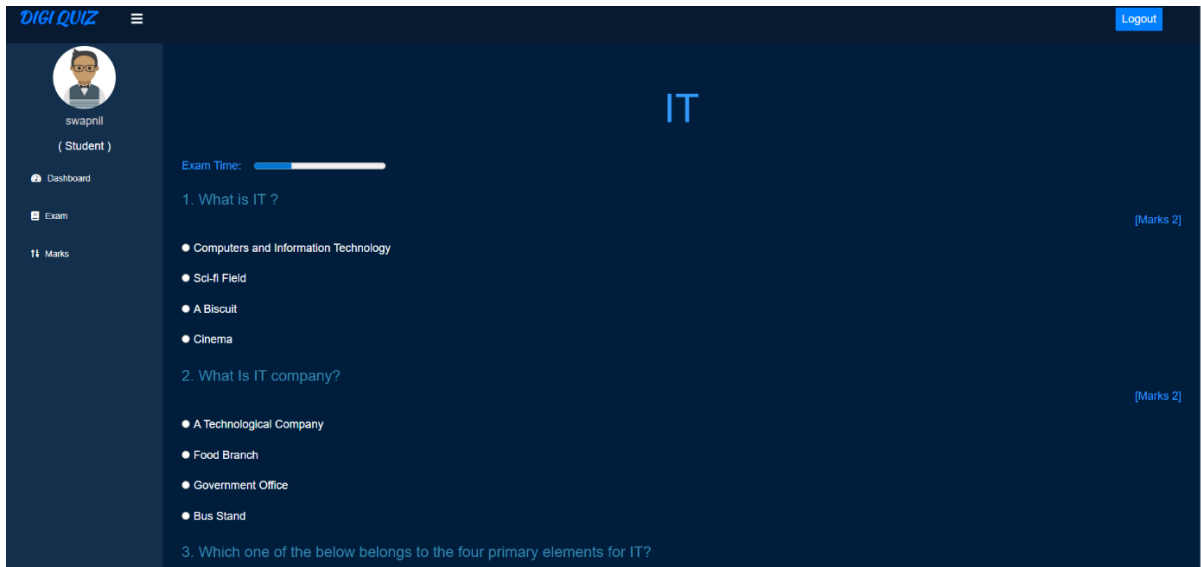 DIGI QUIZ
Logout
swapnil
( Student )
Dashboard
Exam
Marks
IT
Exam Time:
1. What is IT ?
[Marks 2]
Computers and Information Technology
Sci-fi Field
A Biscuit
Cinema
2. What Is IT company?
[Marks 2]
A Technological Company
Food Branch
Government Office
Bus Stand
3. Which one of the below belongs to the four primary elements for IT?